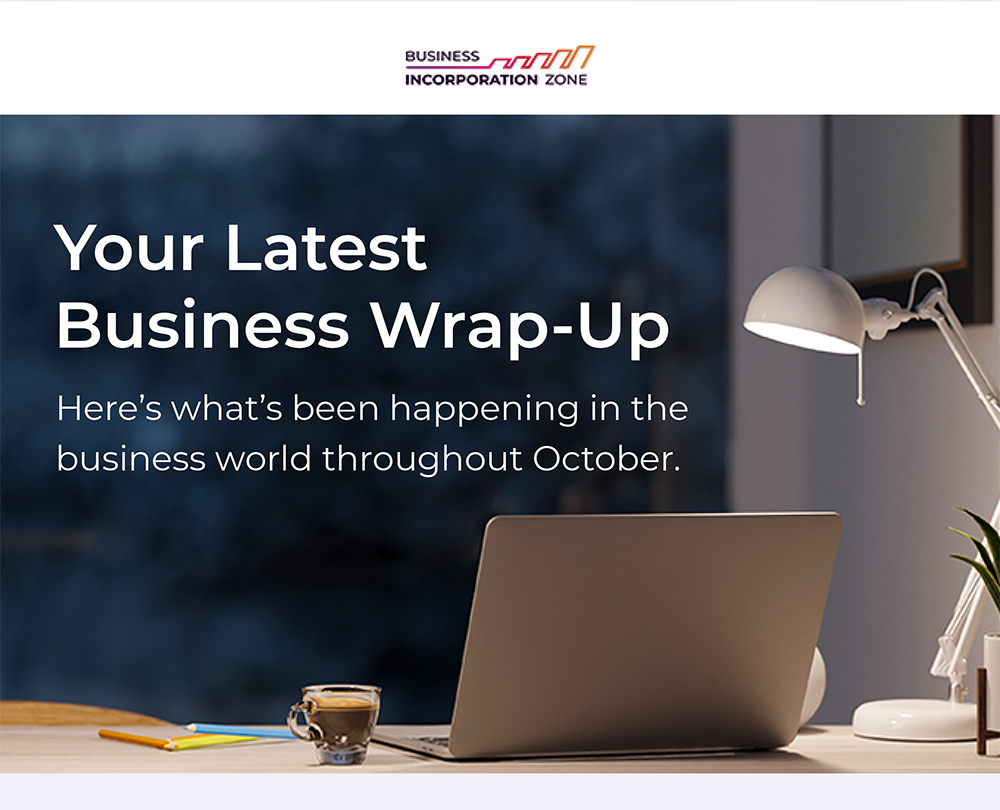 BUSINESS
INCORPORATION ZONE
Your Latest
Business Wrap-Up
Here’s what’s been happening in the
business world throughout October.